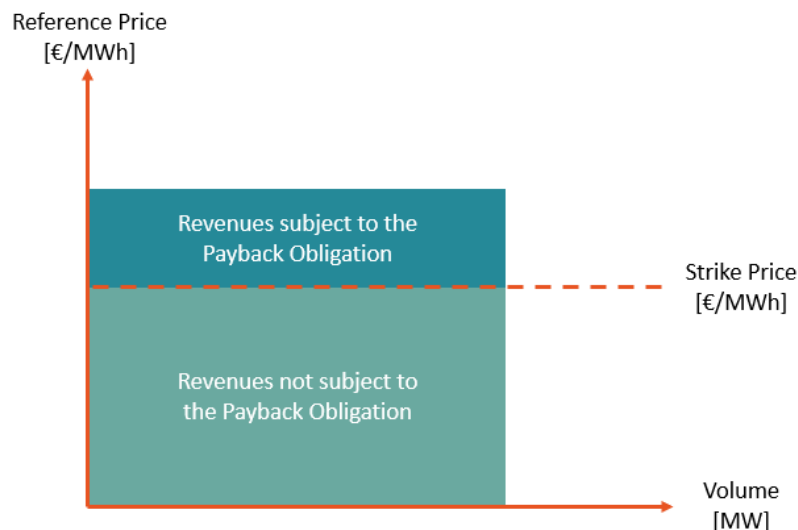 Reference Price
[€/MWh]
Revenues subject to the
Payback Obligation
Strike Price
[€/MWh]
Revenues not subject to
the Payback Obligation
Volume
[MW]